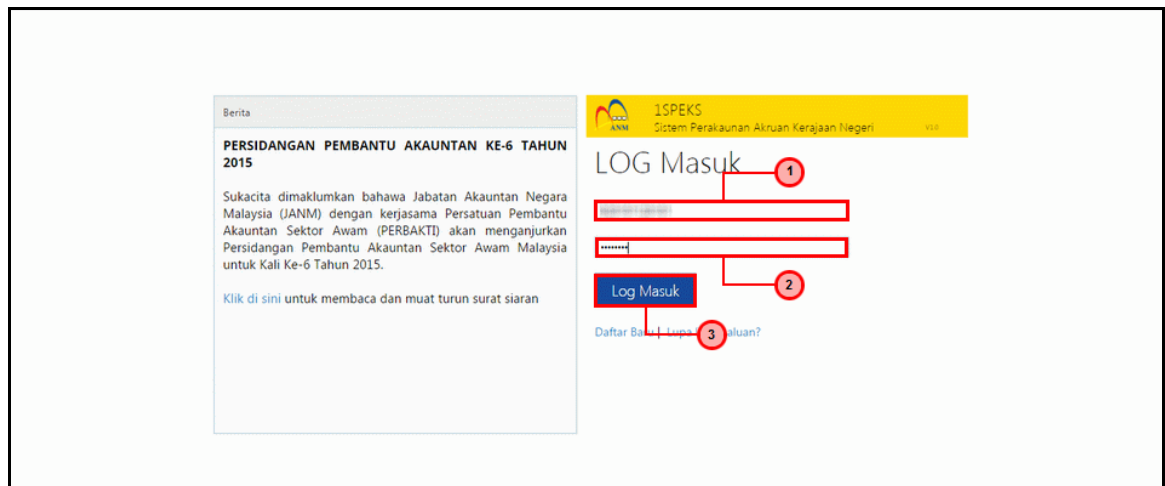 Berita
PERSIDANGAN PEMBANTU AKAUNTAN KE-6 TAHUN
2015
Sukacita dimaklumkan bahawa Jabatan Akauntan Negara
Malaysia (JANM) dengan kerjasama Persatuan Pembantu
Akauntan Sektor Awam (PERBAKTI) akan menganjurkan
Persidangan Pembantu Akauntan Sektor Awam Malaysia
untuk Kali Ke-6 Tahun 2015.
Klik di sini untuk membaca dan muat turun surat siaran
ANM
1SPEKS
Sistem Perakaunan Akruan Kerajaan Negeri
V1.0
LOG Masuk
1
2
Log Masuk
Daftar Baru | Lupa aluan?
3